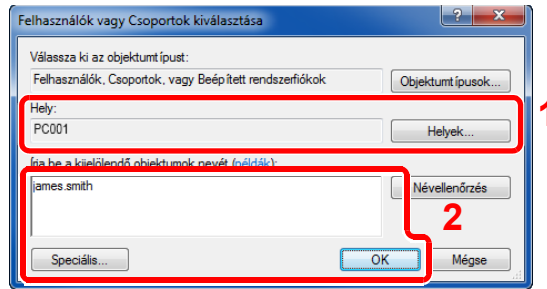 Felhasználók vagy Csoportok kiválasztása
Válassza ki az objektumtípust:
Felhasználók, Csoportok, vagy Beépített rendszerfiókok
Objektumtípusok...
Hely:
1
PC001
Helyek...
Írja be a kijelölendő objektumok nevét (példák):
james.smith
Névellenőrzés
2
Speciális...
OK
Mégse